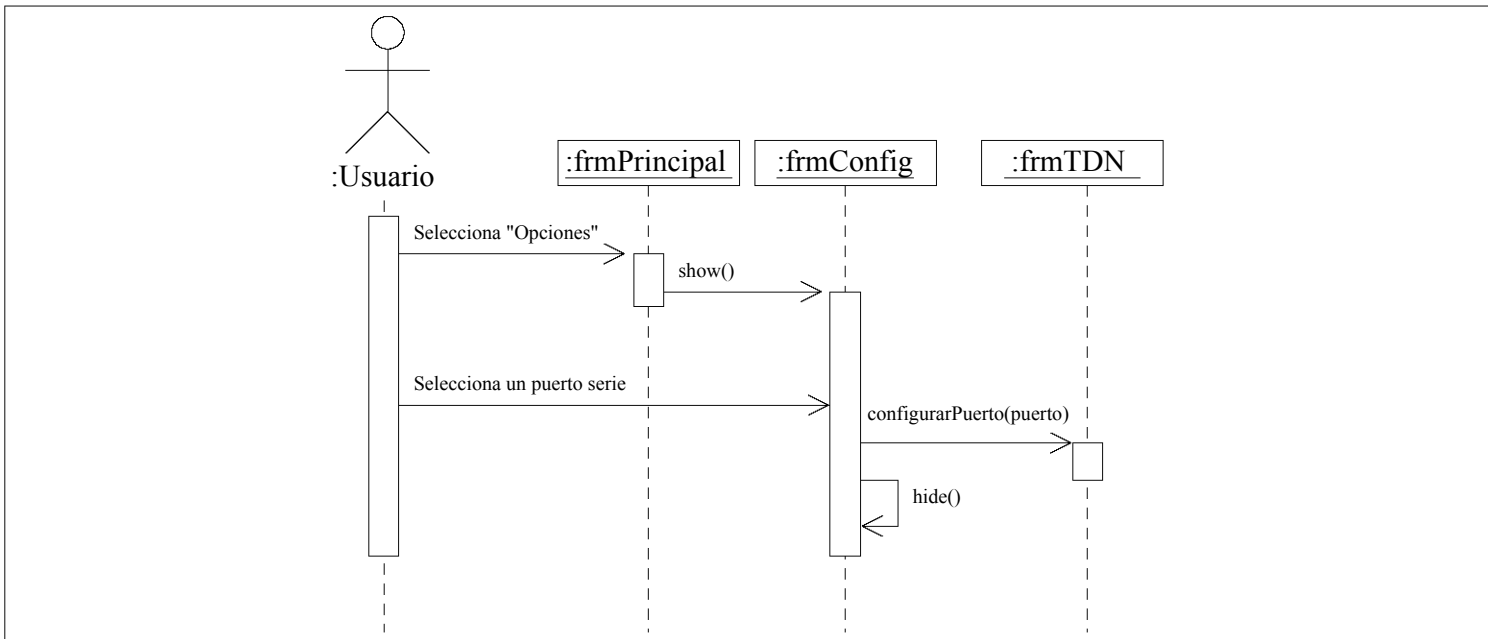 :Usuario
:frmPrincipal
:frmConfig
:frmTDN
Selecciona "Opciones"
show()
Selecciona un puerto serie
configurarPuerto(puerto)
hide()